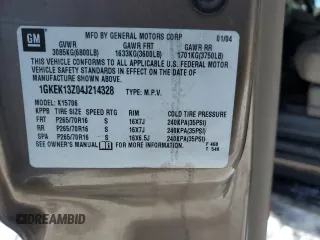 GM
MFD BY GENERAL MOTORS CORP 01/04
GVWR GAWR FRT GAWR RR
3085KG(6800LB) 1633KG(3600LB) 1701KG(3750LB)
THIS VEHICLE CONFORMS TO ALL APPLICABLE U.S. FEDERAL
MOTOR VEHICLE SAFETY AND THEFT PREVENTION STANDARDS
IN EFFECT ON THE DATE OF MANUFACTURE SHOWN ABOVE.
1GKEK13Z04J214328 TYPE: M.P.V.
MODEL: K15706
KPPS TIRE SIZE SPEED RTG RIM COLD TIRE PRESSURE
FRT P265/70R16 S 16X7J 240KPA(35PSI)
RR P265/70R16 S 16X7J 240KPA(35PSI)
SPA P265/70R16 S 16X6.5J 240KPA(35PSI)
SEE OWNER'S MANUAL FOR MORE INFORMATION.